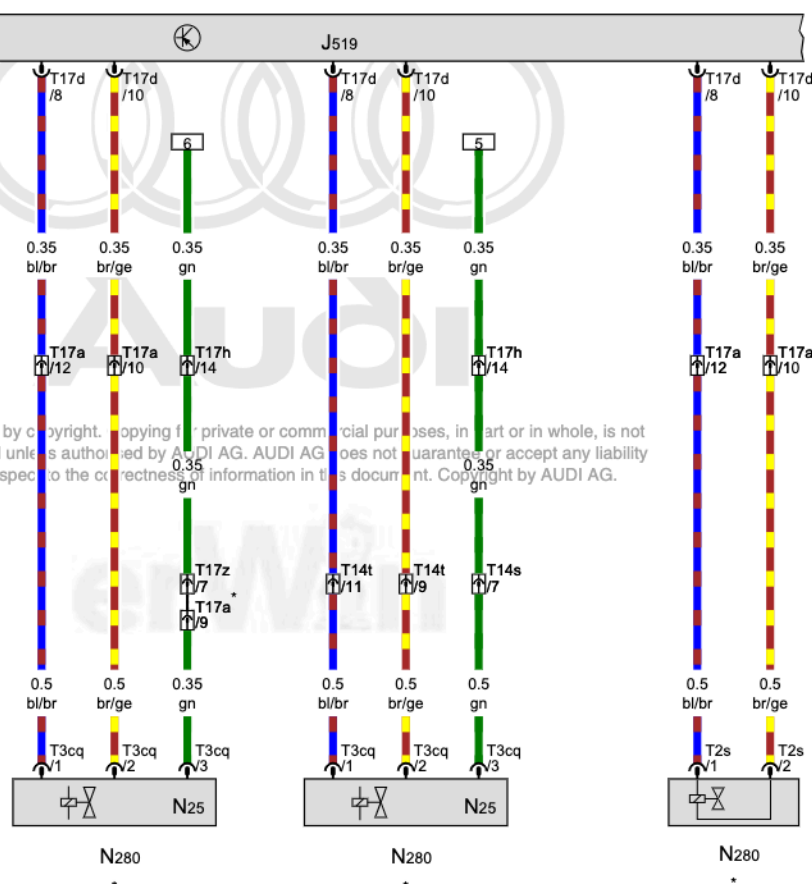 J519
T17d T17d T17d T17d T17d T17d
/8 /10 /8 /10 /8 /10
6 5
0.35 0.35 0.35 0.35 0.35 0.35 0.35 0.35
bl/br br/ge gn bl/br br/ge gn bl/br br/ge
AUDI
T17a T17a T17h T17h T17a T17a
/12 /10 /14 /14 /12 /10
by copyright. Copying for private or commercial purposes, in part or in whole, is not
unless authorised by AUDI AG. AUDI AG does not guarantee or accept any liability
to the correctness of information in this document. Copyright by AUDI AG.
0.35 0.35
gn gn
erWin
T17z T14t T14t T14s
/7 /11 /9 /7
T17a*
/9
0.5 0.5 0.35 0.5 0.5 0.5 0.5 0.5
bl/br br/ge gn bl/br br/ge gn bl/br br/ge
T3cq T3cq T3cq T3cq T3cq T3cq T2s T2s
/1 /2 /3 /1 /2 /3 /1 /2
N25 N25
N280 N280 N280
* * *